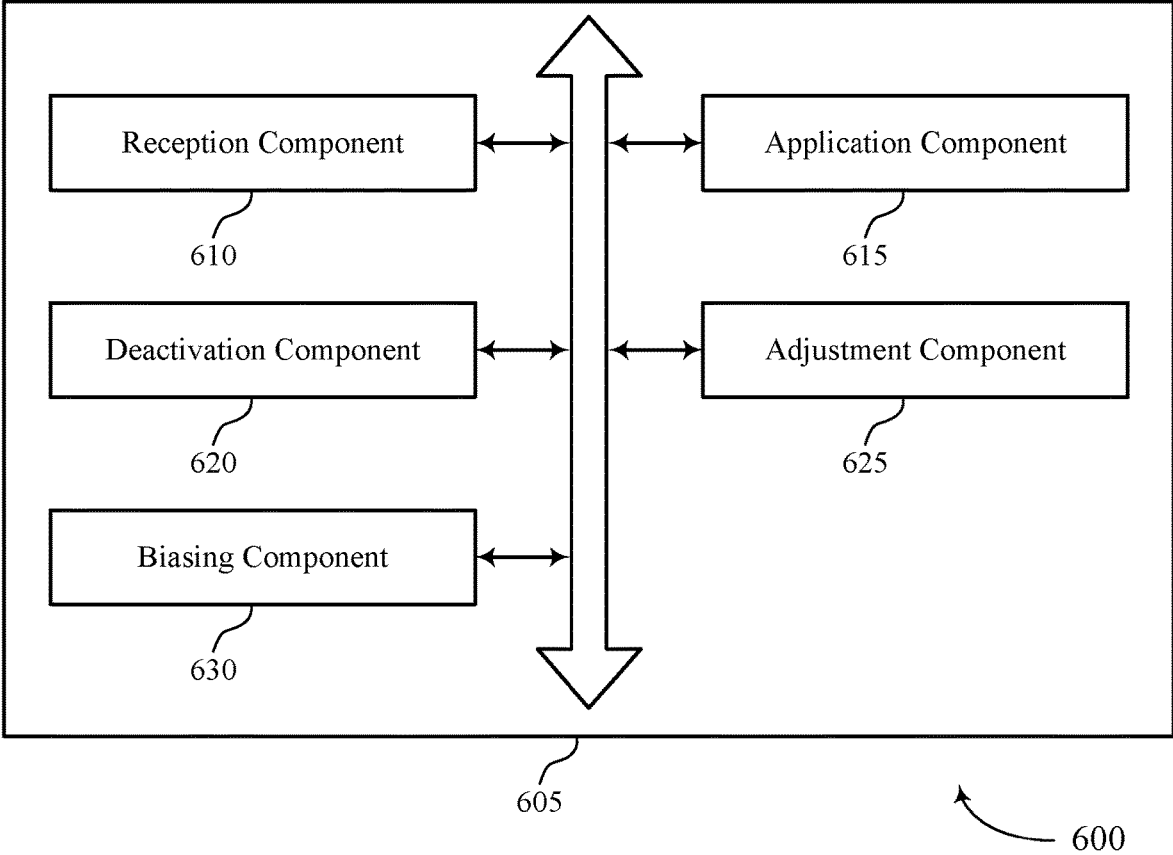 Reception Component
Application Component
610
615
Deactivation Component
Adjustment Component
620
625
Biasing Component
630
605
600